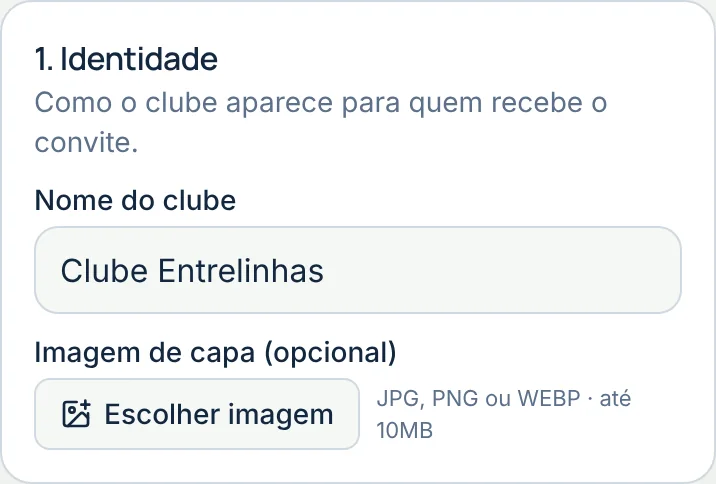 1. Identidade
Como o clube aparece para quem recebe o
convite.
Nome do clube
Clube Entrelinhas
Imagem de capa (opcional)
Escolher imagem
JPG, PNG ou WEBP · até
10MB